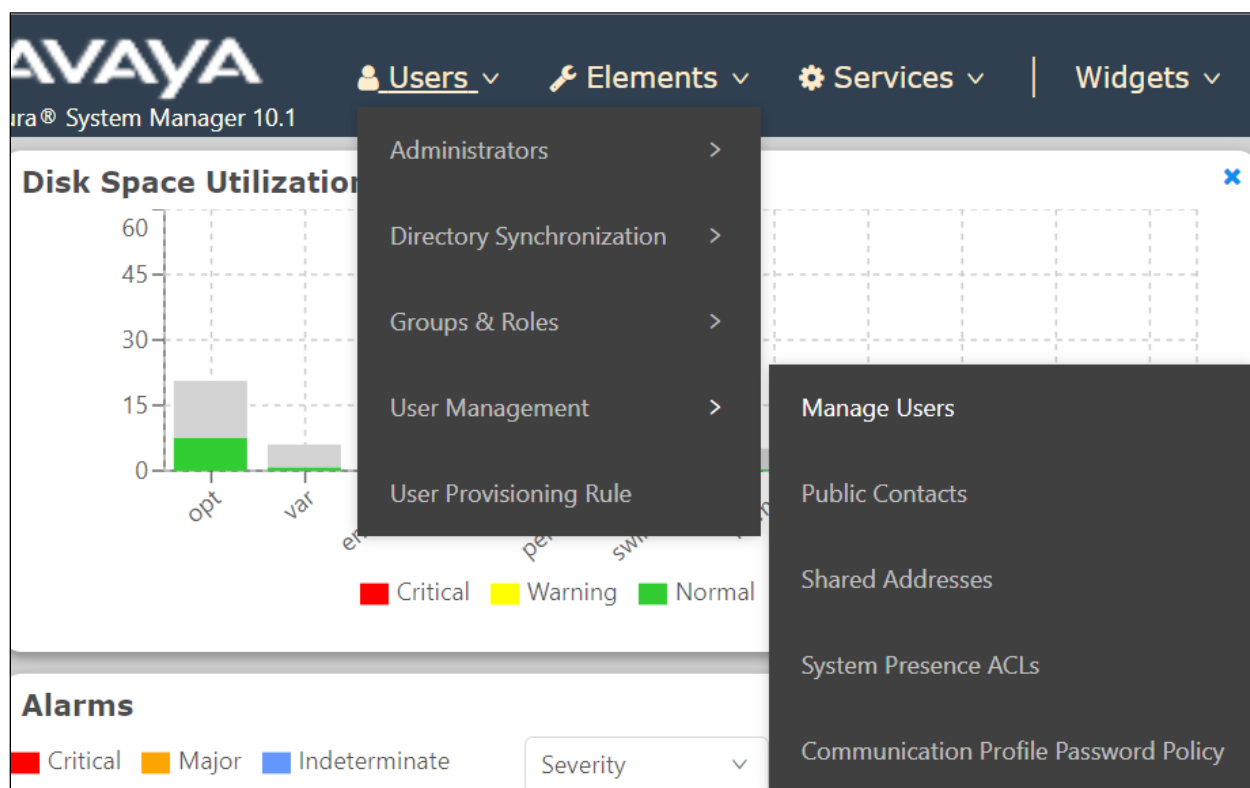 AVAYA
Users
Elements
Services
Widgets
ura® System Manager 10.1
Administrators
Directory Synchronization
Groups & Roles
User Management
User Provisioning Rule
Manage Users
Public Contacts
Shared Addresses
System Presence ACLs
Communication Profile Password Policy
Disk Space Utilization
60
45
30
15
0
opt
var
Critical Warning Normal
Alarms
Critical Major Indeterminate
Severity